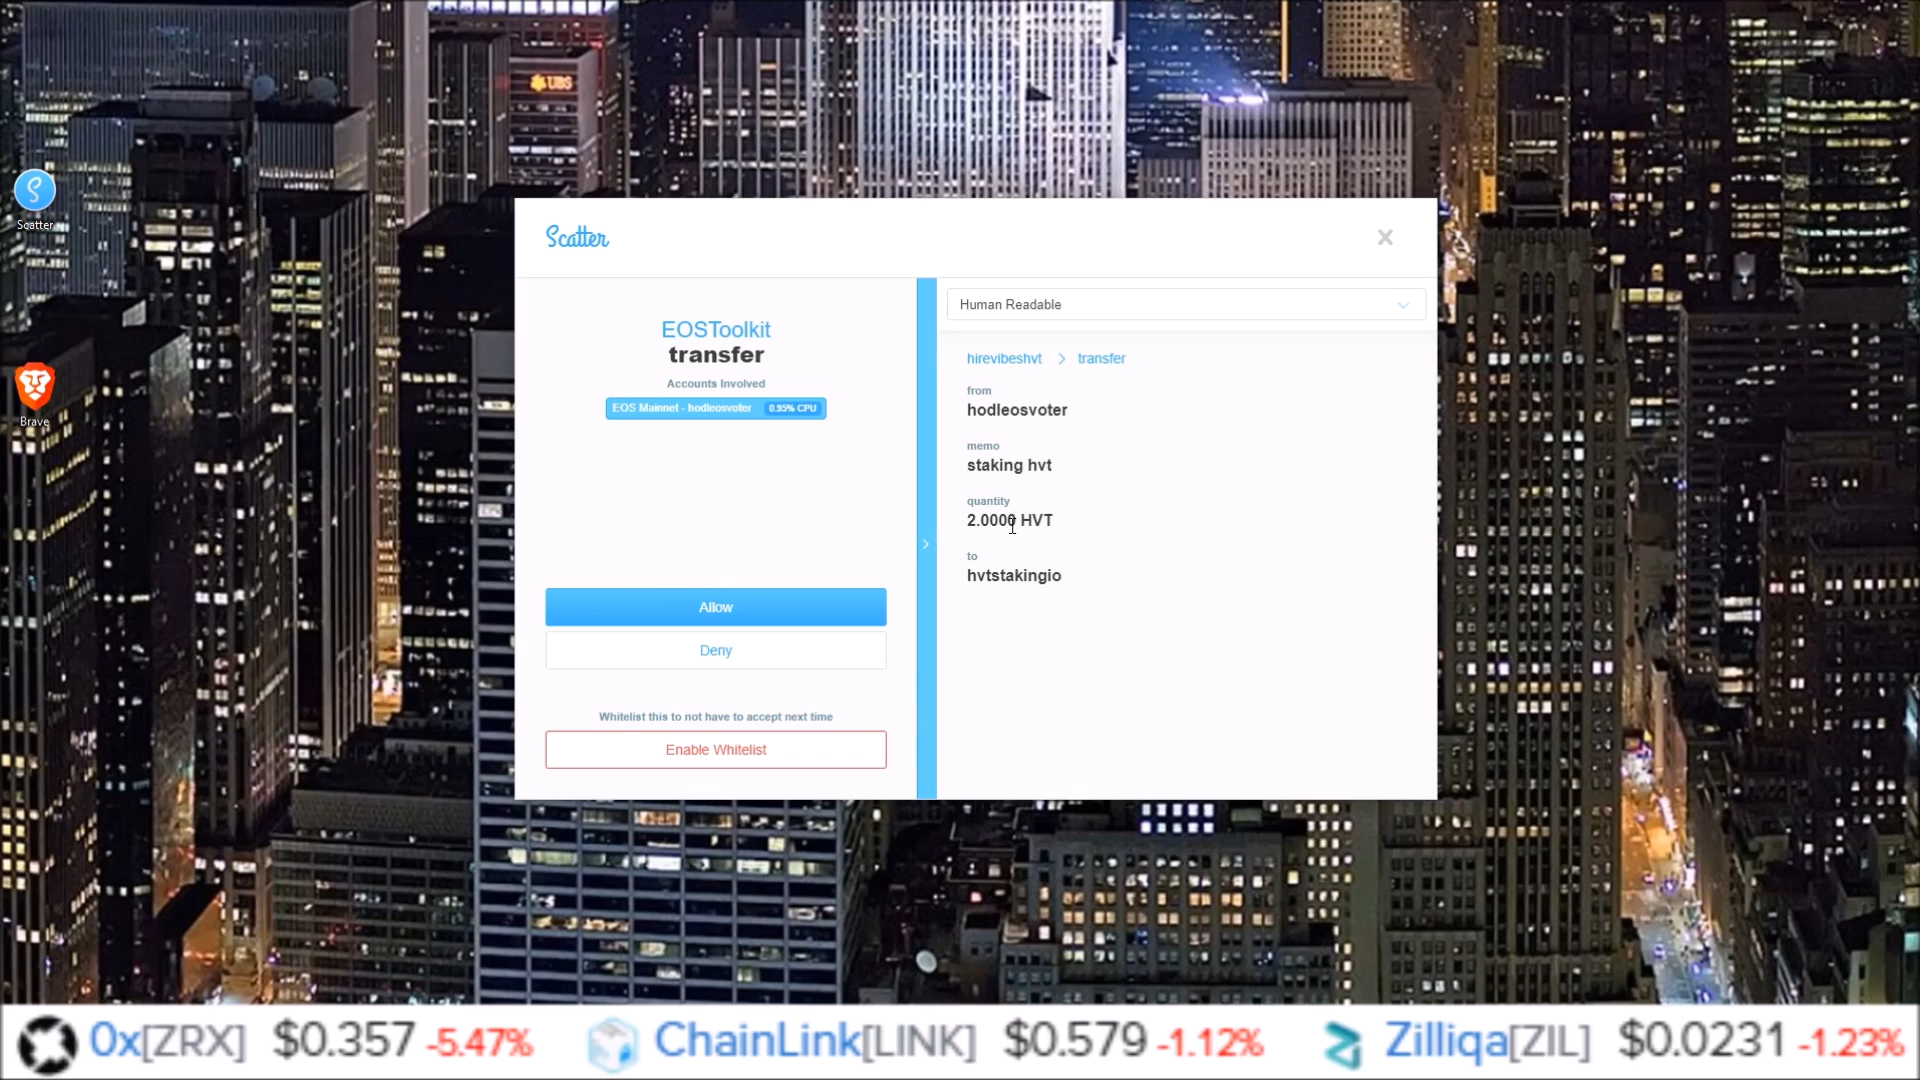 UBS
Scatter
Brave
Scatter
EOSToolkit
transfer
Accounts Involved
EOS Mainnet - hodleosvoter 0.95% CPU
Allow
Deny
Whitelist this to not have to accept next time
Enable Whitelist
Human Readable
hirevibeshvt > transfer
from
hodleosvoter
memo
staking hvt
quantity
2.0000 HVT
to
hvtstakingio
0x[ZRX] $0.357 -5.47% ChainLink[LINK] $0.579 -1.12% Zilliqa[ZIL] $0.0231 -1.23%